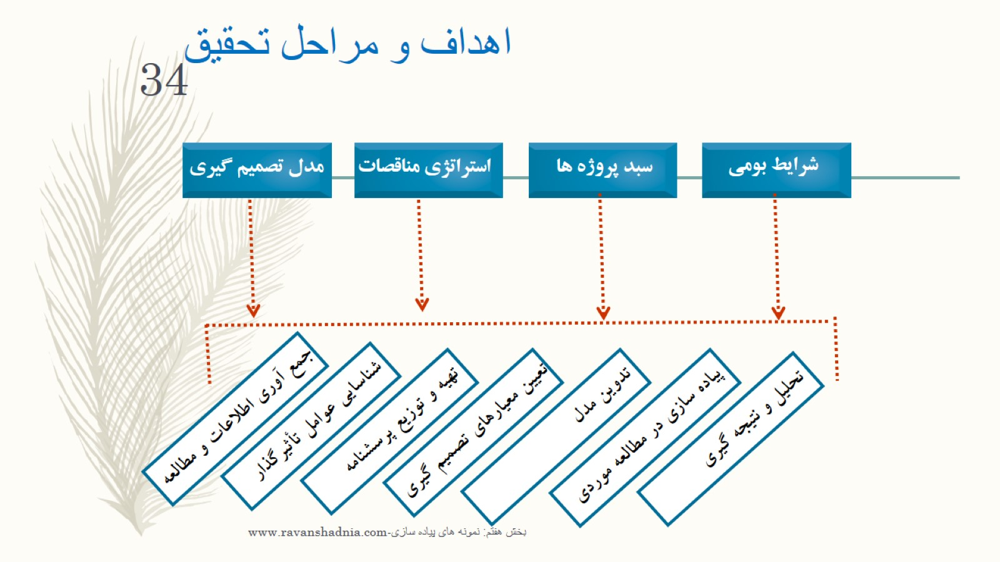 اهداف و مراحل تحقیق
34
شرایط بومی
سبد پروژه ها
استراتژی مناقصات
مدل تصمیم گیری
جمع آوری اطلاعات و مطالعه
شناسایی عوامل تأثیرگذار
تهیه و توزیع پرسشنامه
تعیین معیارهای تصمیم گیری
تدوین مدل
پیاده سازی در مطالعه موردی
تحلیل و نتیجه گیری
بخش هفتم: نمونه های پیاده سازی-www.ravanshadnia.com